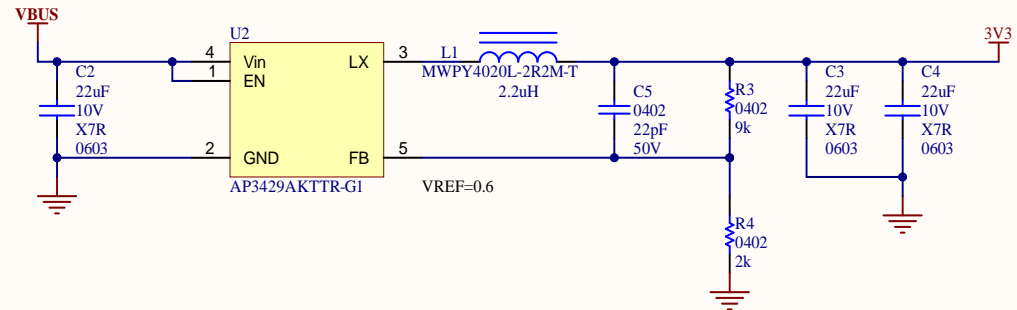 VBUS
C2
22uF
10V
X7R
0603
U2
4
Vin
1
EN
2
GND
LX
3
FB
5
AP3429AKTTR-G1
L1
MWPY4020L-2R2M-T
2.2uH
VREF=0.6
C5
0402
22pF
50V
R3
0402
9k
R4
0402
2k
C3
22uF
10V
X7R
0603
C4
22uF
10V
X7R
0603
3V3